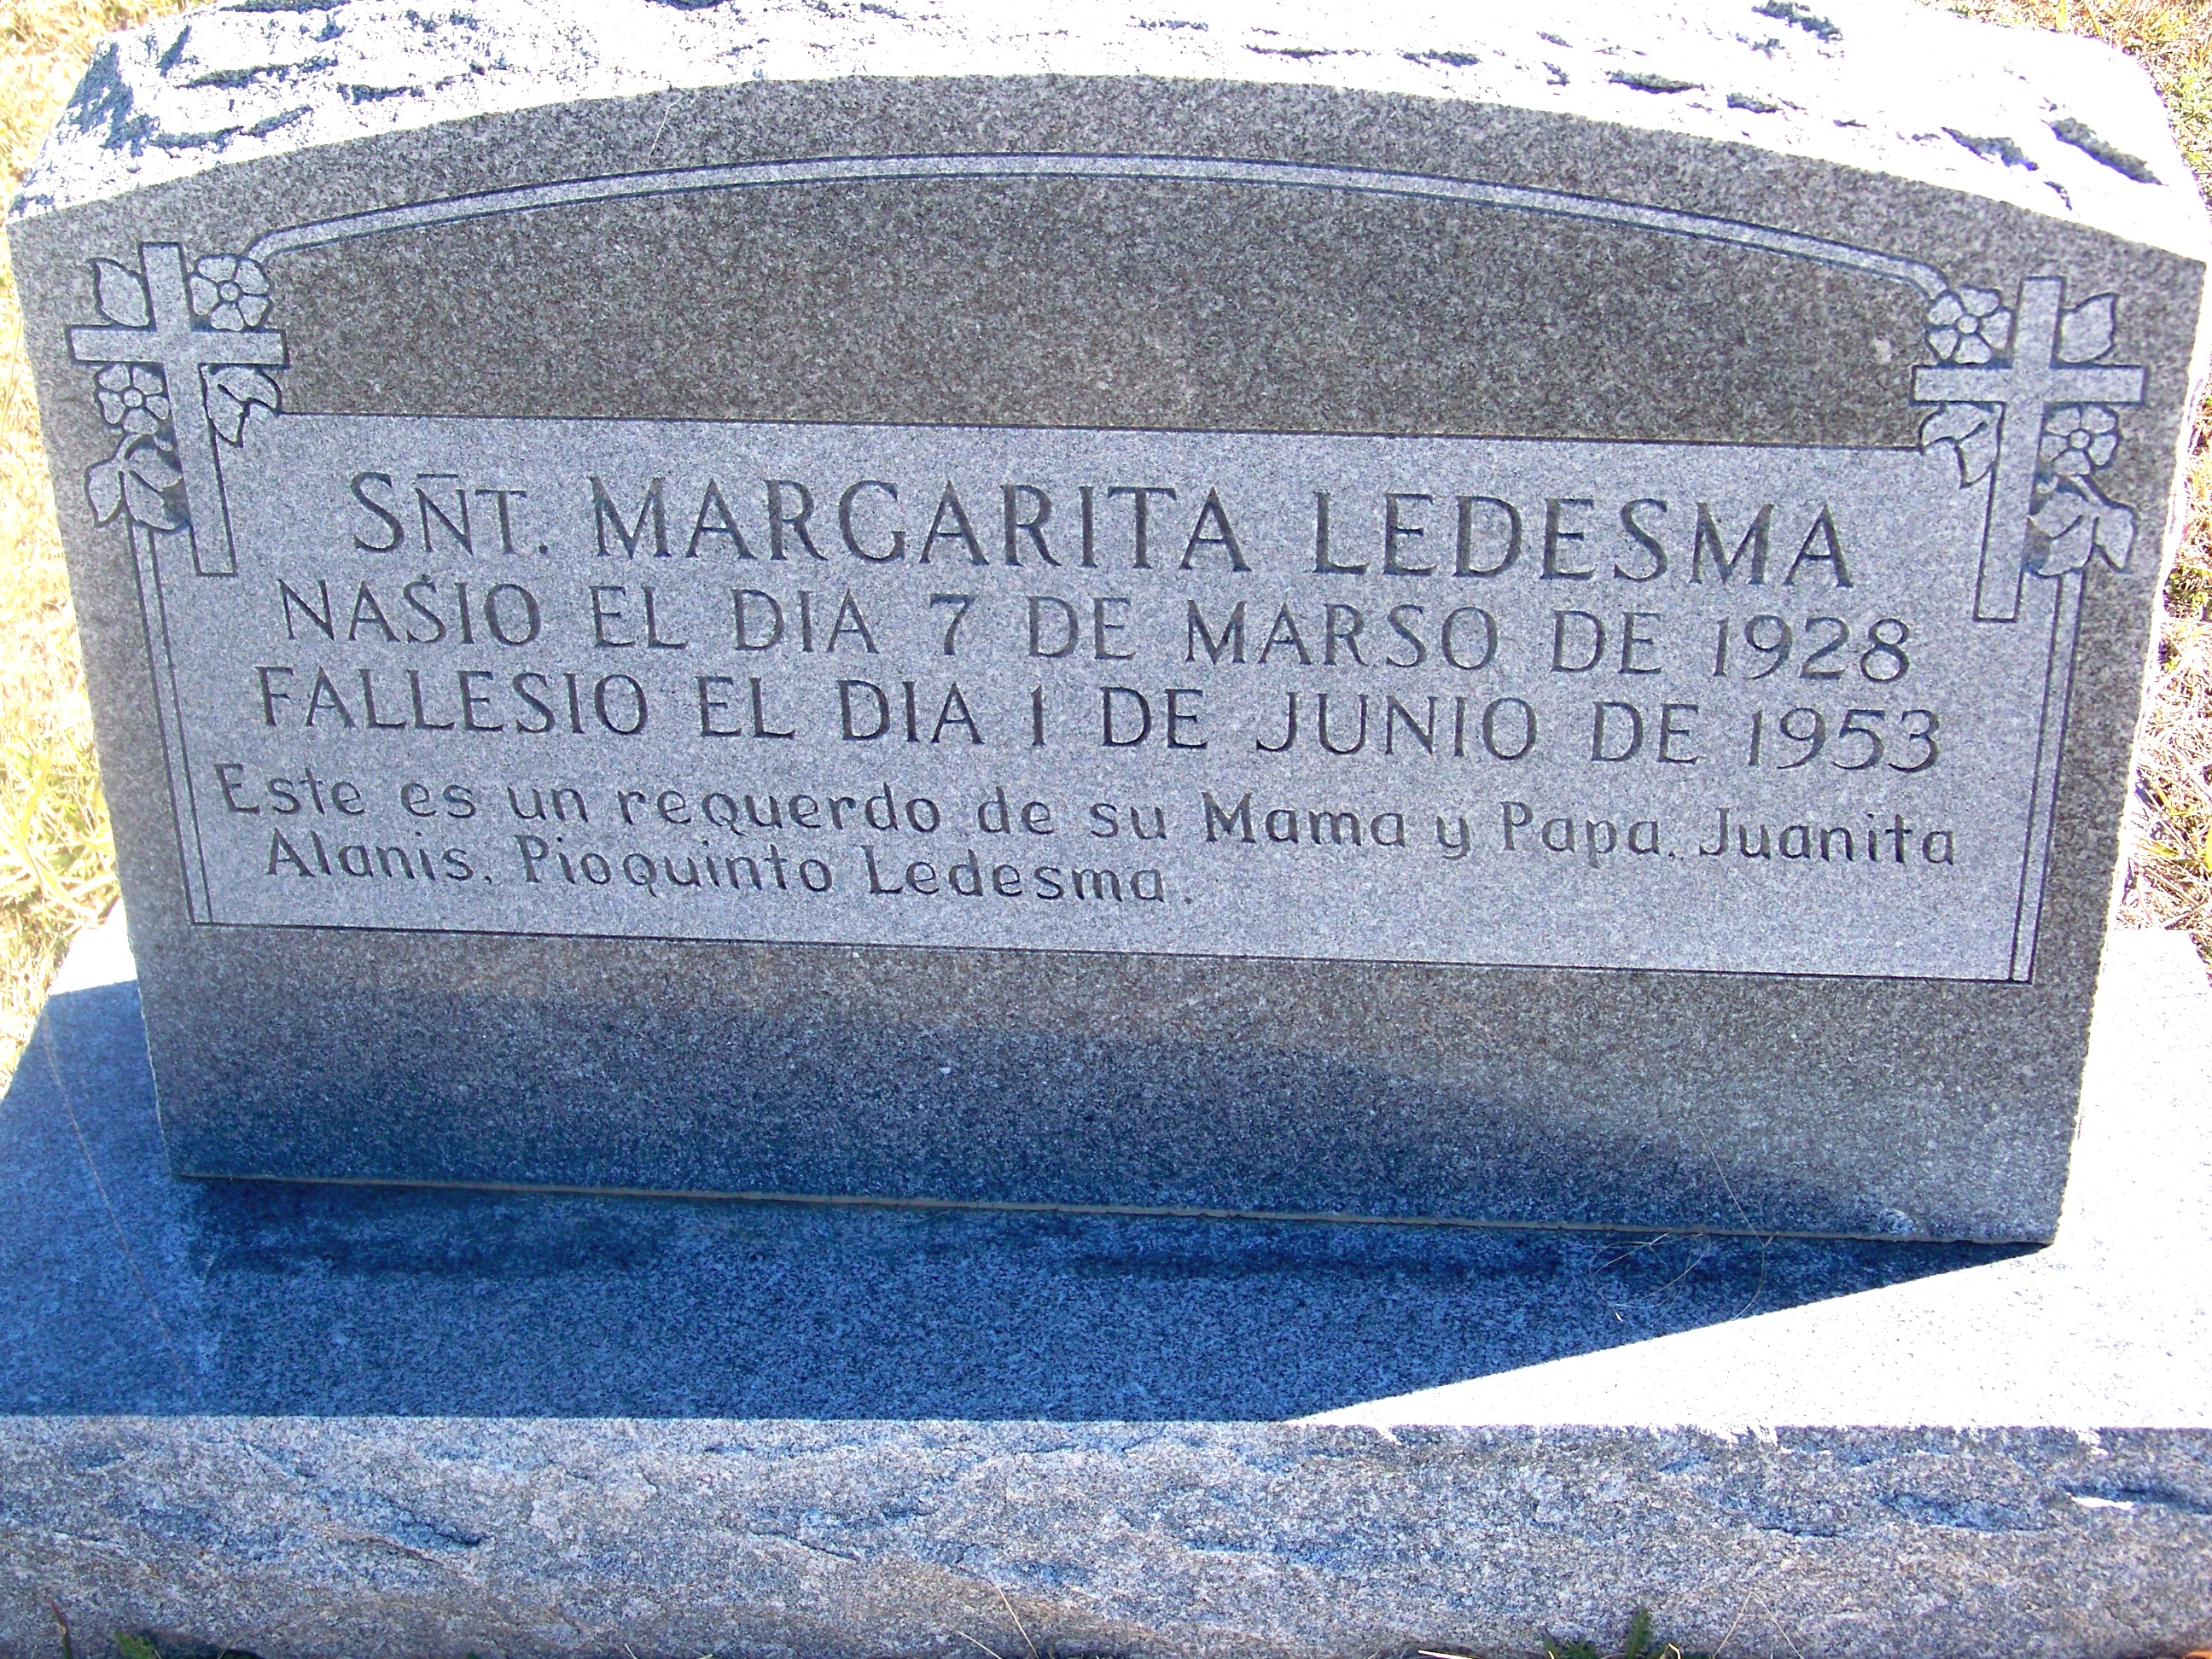 SÑT. MARGARITA LEDESMA
NASIO EL DIA 7 DE MARSO DE 1928
FALLESIO EL DIA 1 DE JUNIO DE 1953
Este es un requerdo de su Mama y Papa. Juanita
Alanis. Pioquinto Ledesma.